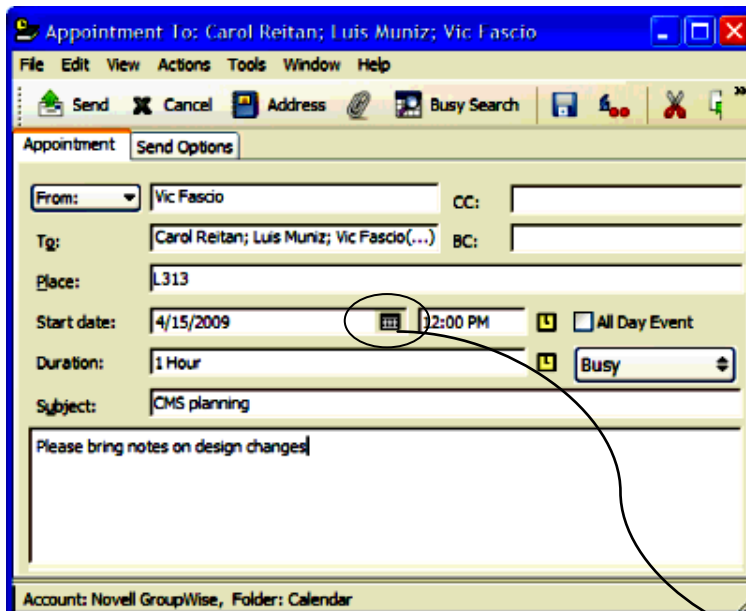 Appointment To: Carol Reitan; Luis Muniz; Vic Fascio
File Edit View Actions Tools Window Help
Send Cancel Address Busy Search »
Appointment Send Options
From: Vic Fascio CC:
To: Carol Reitan; Luis Muniz; Vic Fascio(...) BC:
Place: L313
Start date: 4/15/2009 12:00 PM All Day Event
Duration: 1 Hour Busy
Subject: CMS planning
Please bring notes on design changes
Account: Novell GroupWise, Folder: Calendar